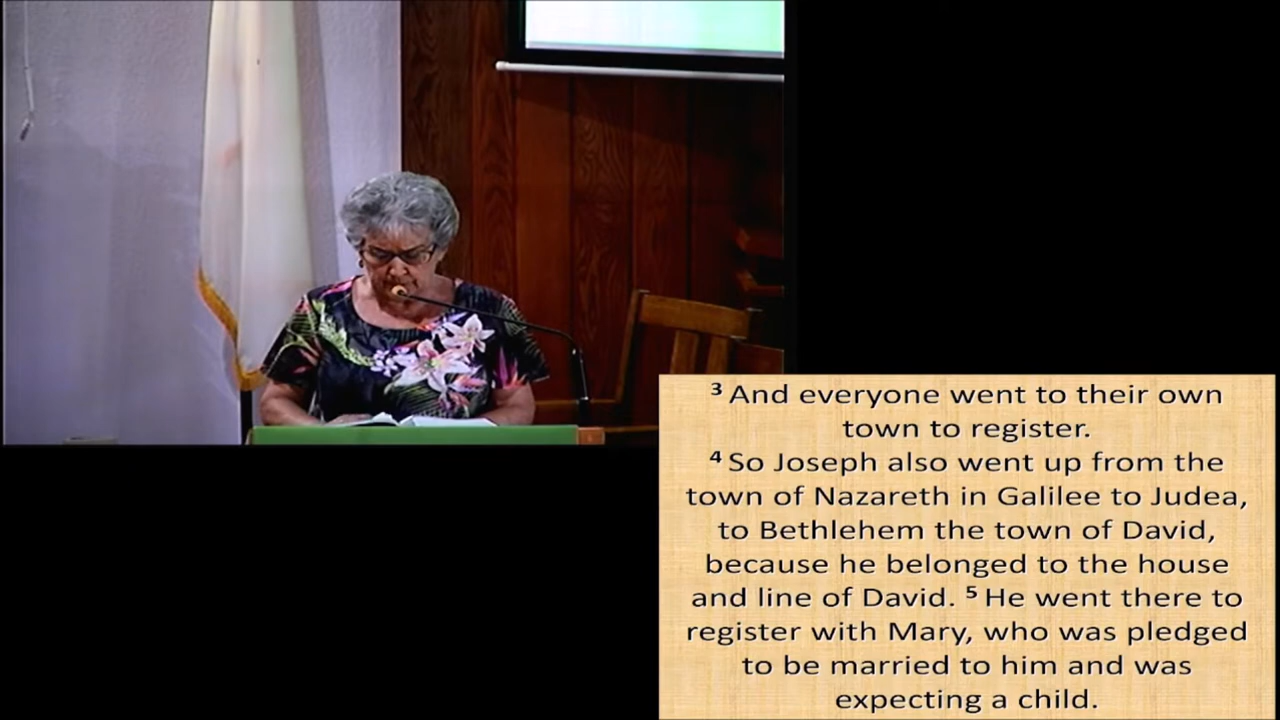 ³ And everyone went to their own
town to register.
⁴ So Joseph also went up from the
town of Nazareth in Galilee to Judea,
to Bethlehem the town of David,
because he belonged to the house
and line of David. ⁵ He went there to
register with Mary, who was pledged
to be married to him and was
expecting a child.